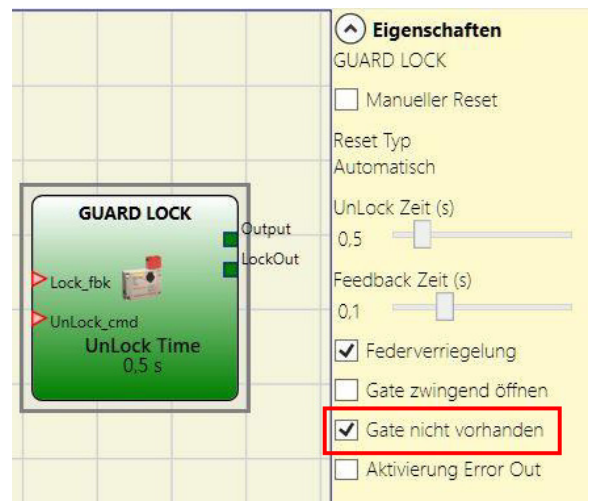 GUARD LOCK
Output
LockOut
Lock_fbk
UnLock_cmd
UnLock Time
0,5 s
Eigenschaften
GUARD LOCK
Manueller Reset
Reset Typ
Automatisch
UnLock Zeit (s)
0,5
Feedback Zeit (s)
0,1
Federverriegelung
Gate zwingend öffnen
Gate nicht vorhanden
Aktivierung Error Out